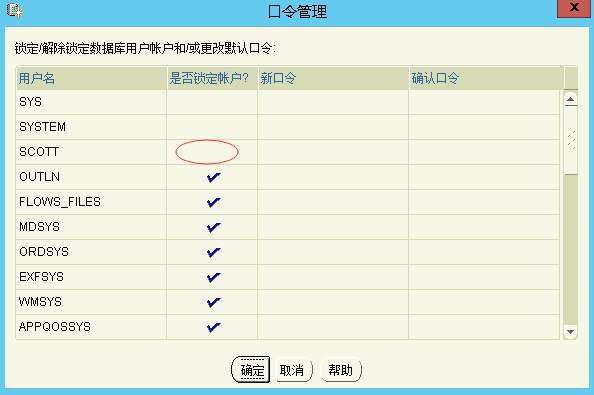 口令管理
锁定/解除锁定数据库用户帐户和/或更改默认口令:
用户名 是否锁定帐户? 新口令 确认口令
SYS
SYSTEM
SCOTT
OUTLN
FLOWS_FILES
MDSYS
ORDSYS
EXFSYS
WMSYS
APPQOSSYS
确定 取消 帮助